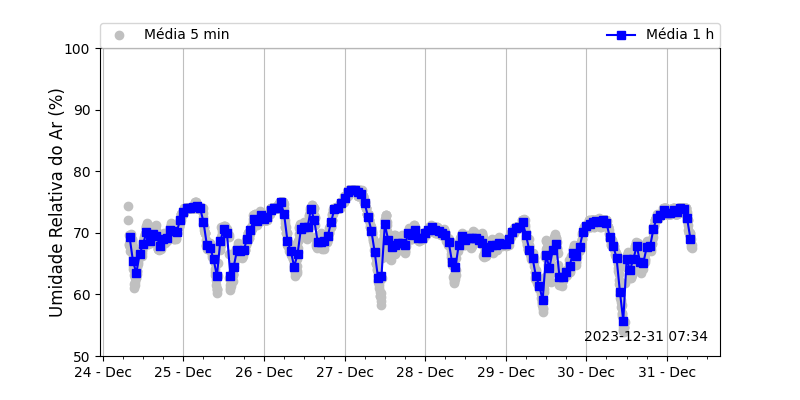 Média 5 min
Média 1 h
Umidade Relativa do Ar (%)
100
90
80
70
60
50
2023-12-31 07:34
24 - Dec
25 - Dec
26 - Dec
27 - Dec
28 - Dec
29 - Dec
30 - Dec
31 - Dec